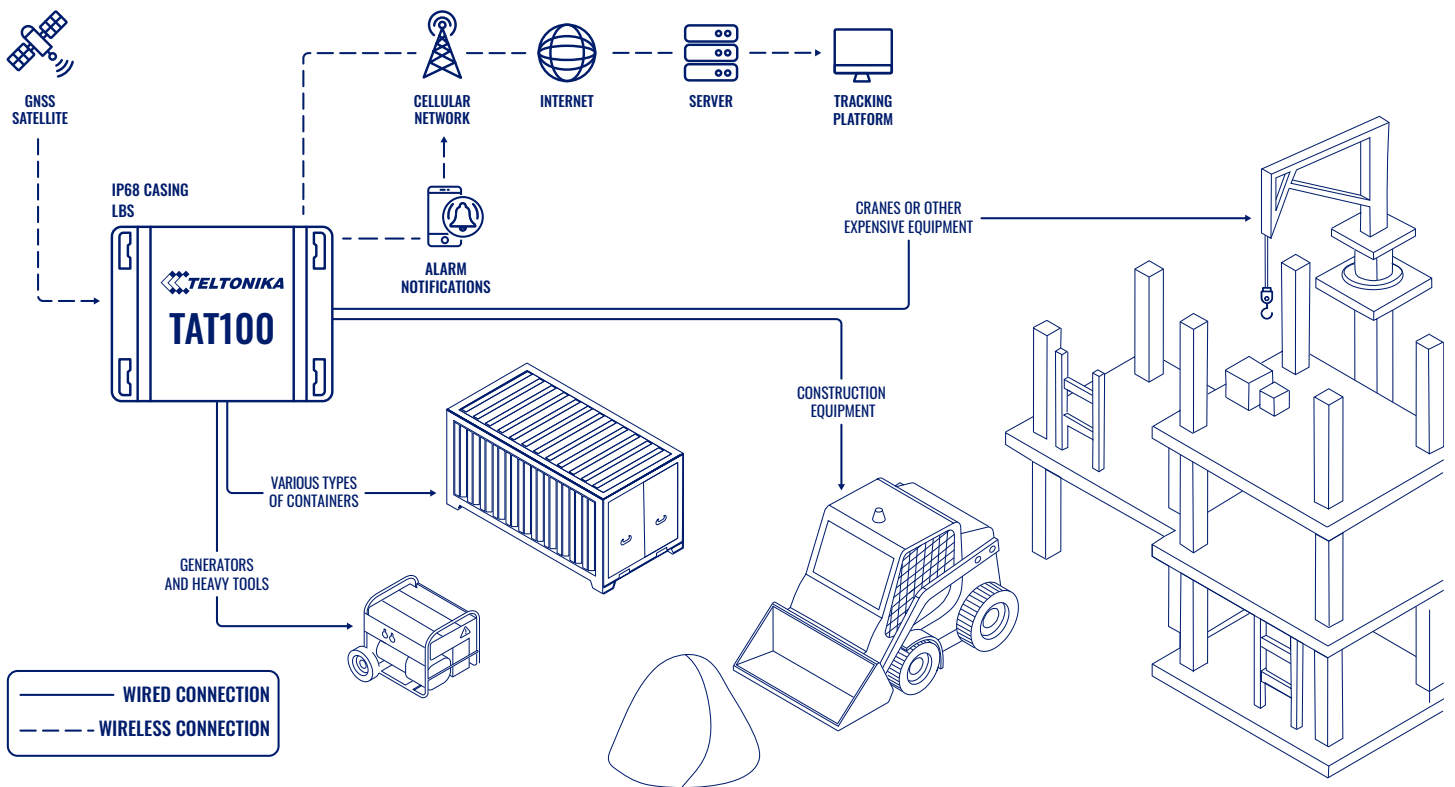 GNSS
SATELLITE
CELLULAR
NETWORK
INTERNET
SERVER
TRACKING
PLATFORM
IP68 CASING
LBS
TELTONIKA
TAT100
ALARM
NOTIFICATIONS
CRANES OR OTHER
EXPENSIVE EQUIPMENT
CONSTRUCTION
EQUIPMENT
VARIOUS TYPES
OF CONTAINERS
GENERATORS
AND HEAVY TOOLS
WIRED CONNECTION
WIRELESS CONNECTION